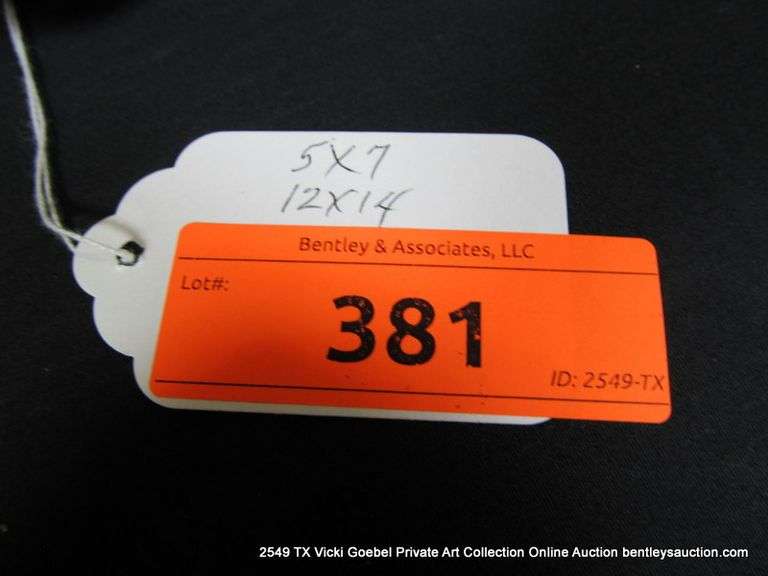 5X7
12X14
Bentley & Associates, LLC
Lot#:
381
ID: 2549-TX
2549 TX Vicki Goebel Private Art Collection Online Auction bentleysauction.com